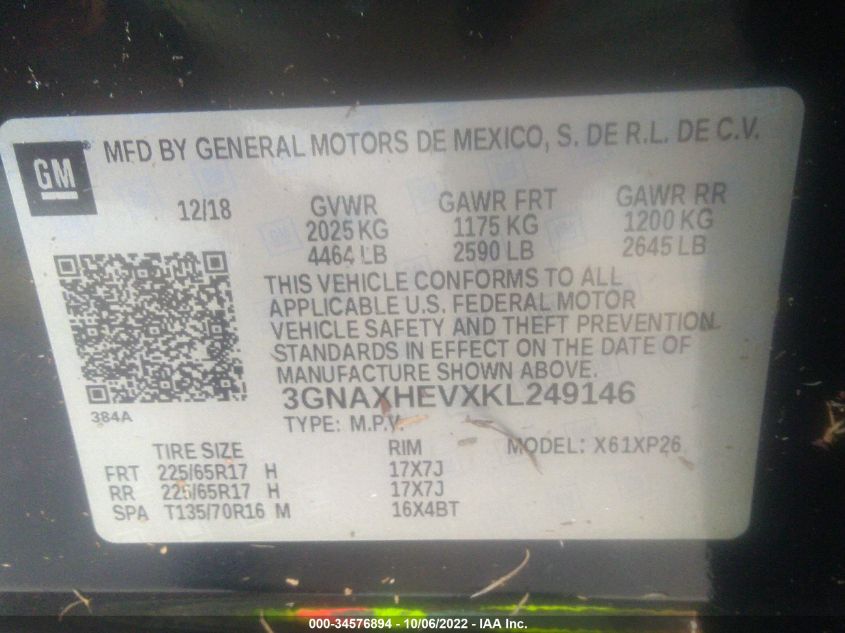 GM ® MFD BY GENERAL MOTORS DE MEXICO, S. DE R.L. DE C.V.
12/18 GVWR GAWR FRT GAWR RR
2025 KG 1175 KG 1200 KG
4464 LB 2590 LB 2645 LB
THIS VEHICLE CONFORMS TO ALL
APPLICABLE U.S. FEDERAL MOTOR
VEHICLE SAFETY AND THEFT PREVENTION
STANDARDS IN EFFECT ON THE DATE OF
MANUFACTURE SHOWN ABOVE.
3GNAXHEVXKL249146
384A
TYPE: M.P.V.
TIRE SIZE RIM MODEL: X61XP26
FRT 225/65R17 H 17X7J
RR 225/65R17 H 17X7J
SPA T135/70R16 M 16X4BT
000-34576894 - 10/06/2022 - IAA Inc.